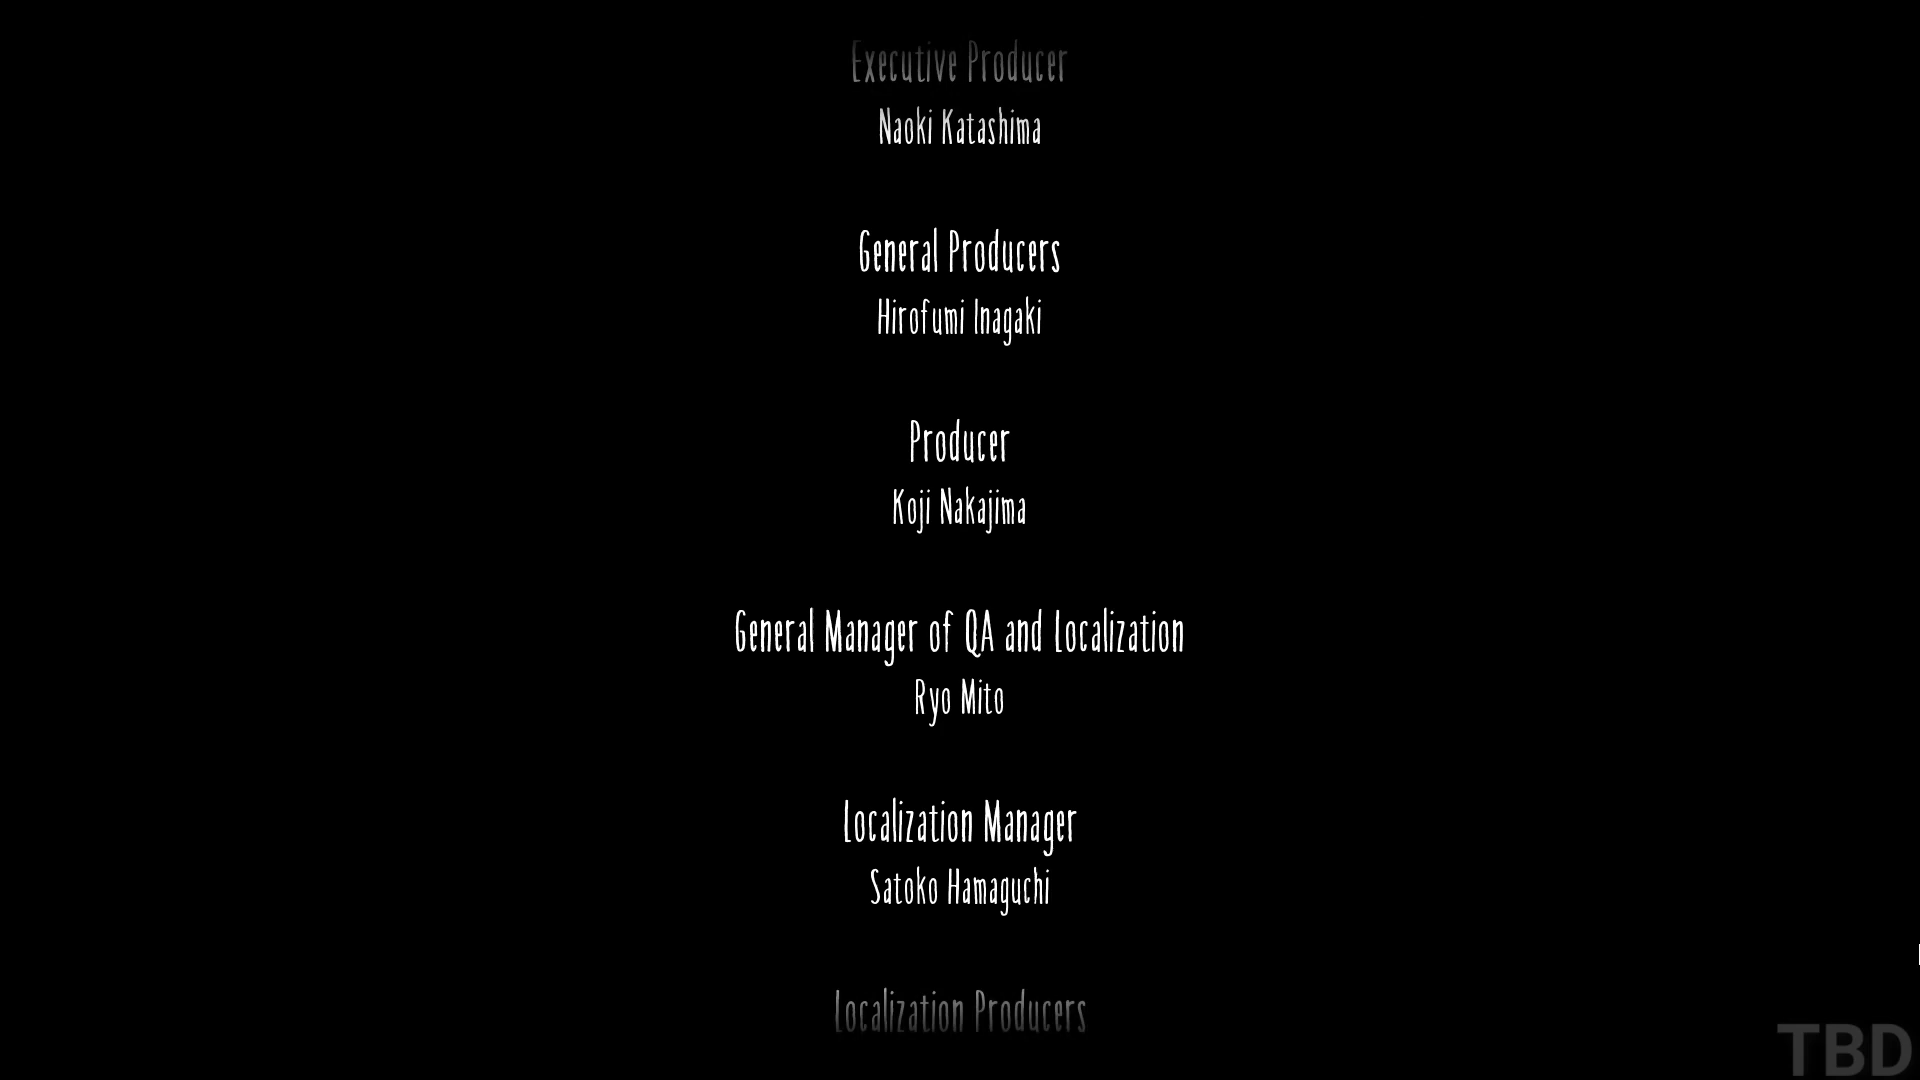 Executive Producer
Naoki Katashima
General Producers
Hirofumi Inagaki
Producer
Koji Nakajima
General Manager of QA and Localization
Ryo Mito
Localization Manager
Satoko Hamaguchi
Localization Producers
TBD